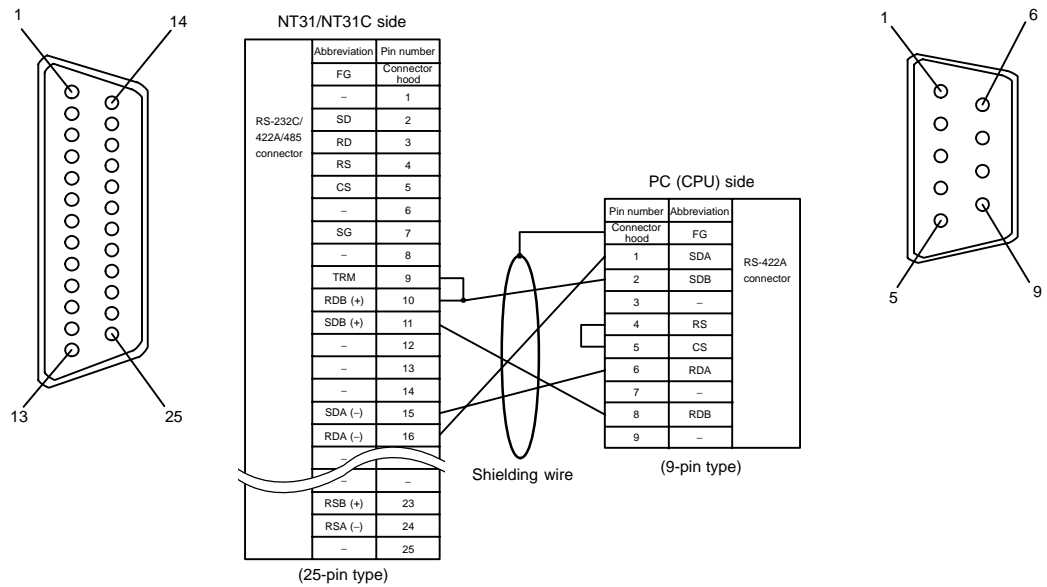 1
14
13
25
NT31/NT31C side
Abbreviation Pin number
RS-232C/
422A/485
connector
FG Connector
hood
– 1
SD 2
RD 3
RS 4
CS 5
– 6
SG 7
– 8
TRM 9
RDB (+) 10
SDB (+) 11
– 12
– 13
– 14
SDA (–) 15
RDA (–) 16
–
– –
RSB (+) 23
RSA (–) 24
– 25
(25-pin type)
Shielding wire
PC (CPU) side
Pin number Abbreviation
Connector
hood FG
1 SDA
2 SDB
3 –
4 RS
5 CS
6 RDA
7 –
8 RDB
9 –
RS-422A
connector
(9-pin type)
1
6
5
9